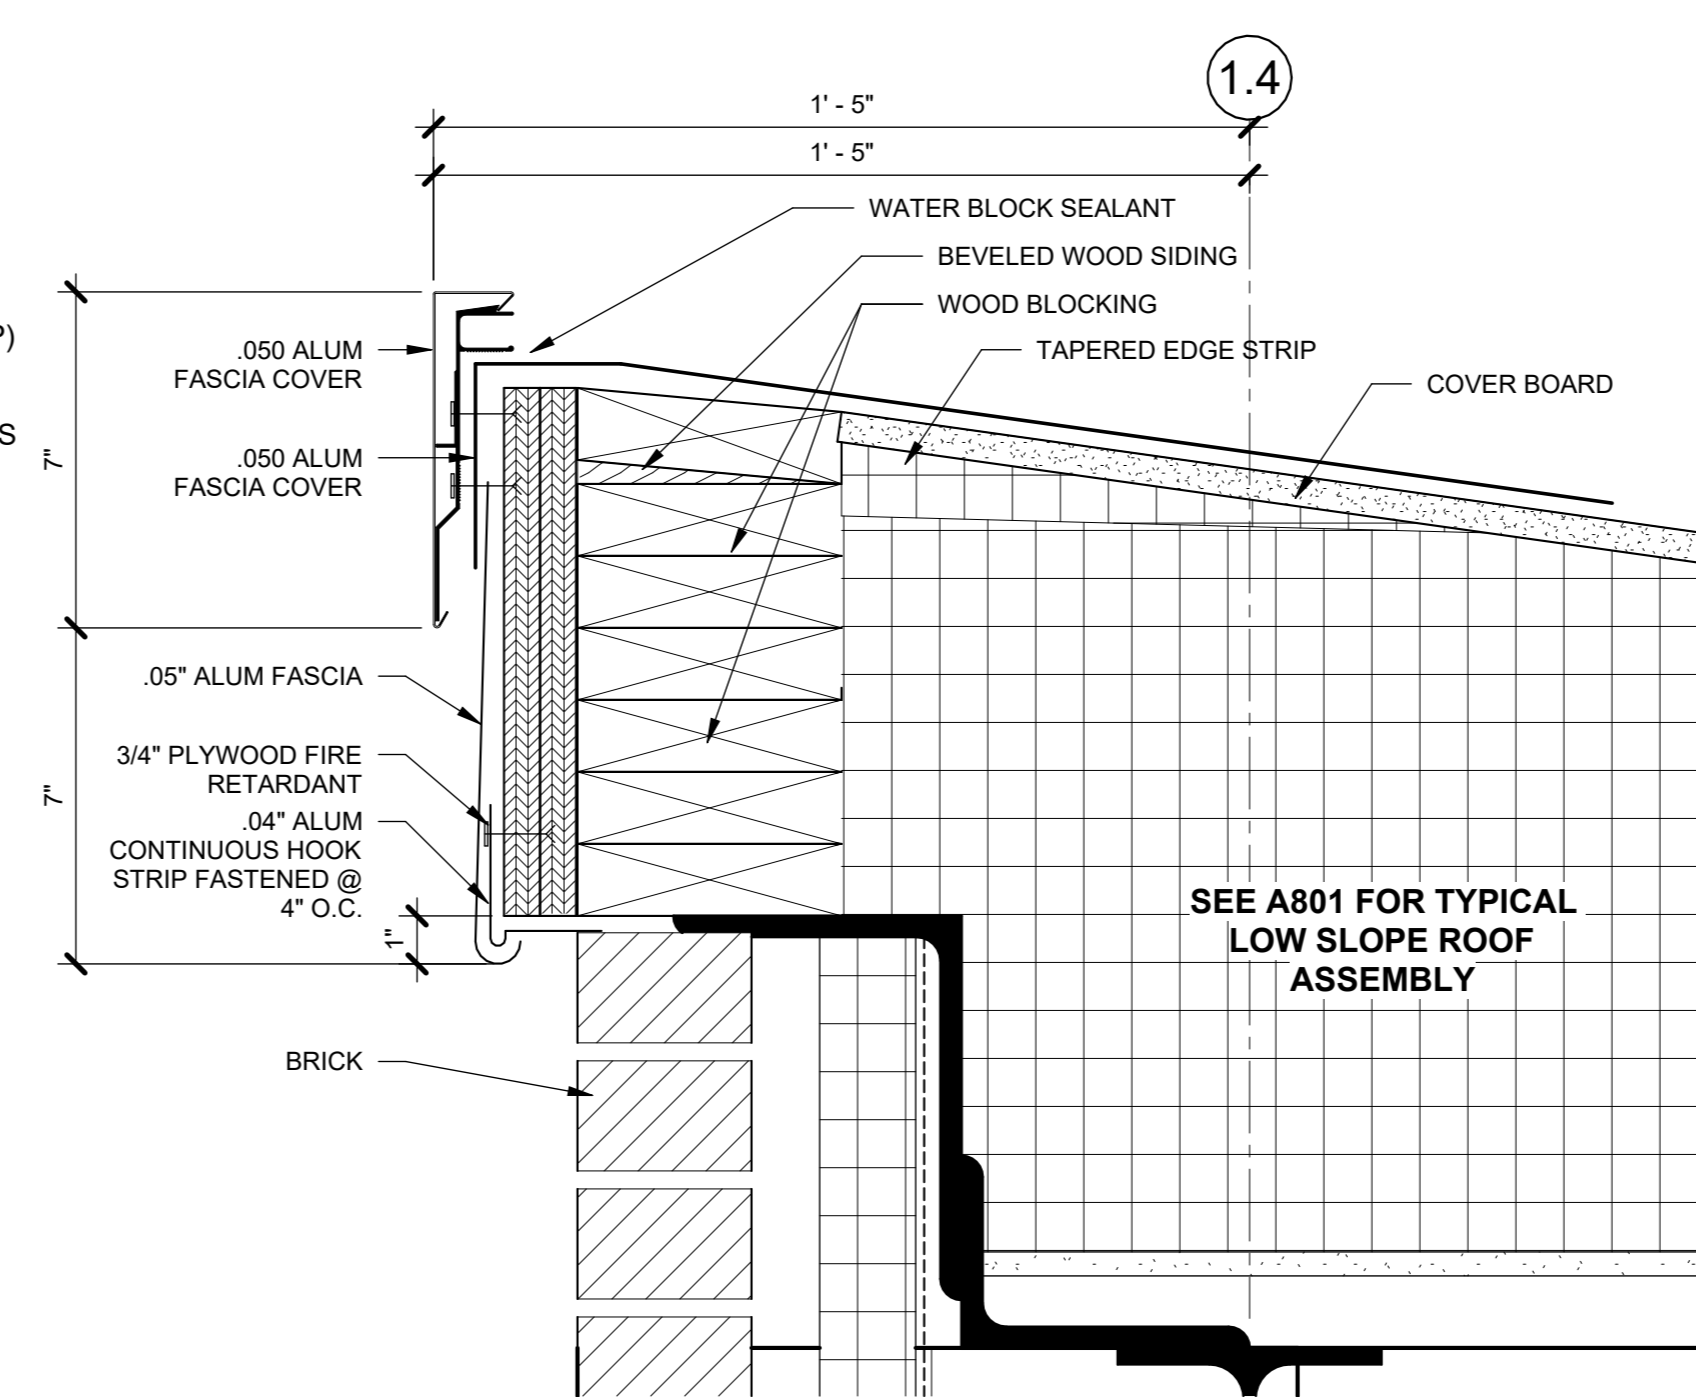 1.4
1' - 5"
1' - 5"
WATER BLOCK SEALANT
BEVELED WOOD SIDING
WOOD BLOCKING
TAPERED EDGE STRIP
COVER BOARD
P)
S
.050 ALUM
FASCIA COVER
.050 ALUM
FASCIA COVER
7"
.05" ALUM FASCIA
3/4" PLYWOOD FIRE
RETARDANT
.04" ALUM
CONTINUOUS HOOK
STRIP FASTENED @
4" O.C.
7"
1"
SEE A801 FOR TYPICAL
LOW SLOPE ROOF
ASSEMBLY
BRICK